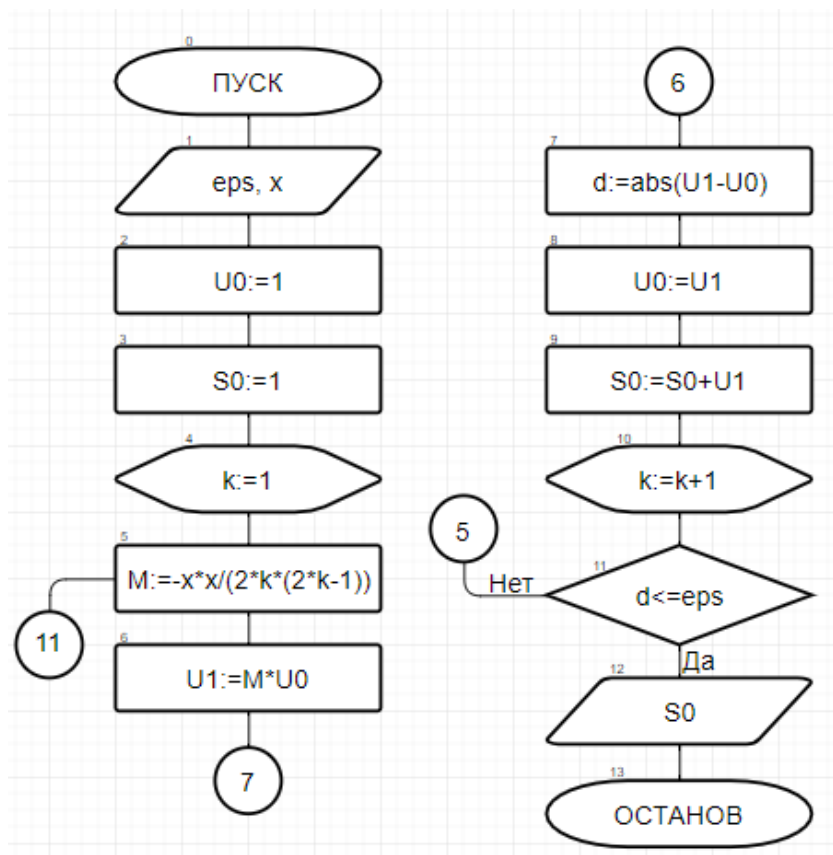 0
ПУСК
1
eps, x
2
U0:=1
3
S0:=1
4
k:=1
5
M:=-x*x/(2*k*(2*k-1))
11
6
U1:=M*U0
7
6
7
d:=abs(U1-U0)
8
U0:=U1
9
S0:=S0+U1
10
k:=k+1
5
Нет
11
d<=eps
Да
12
S0
13
ОСТАНОВ